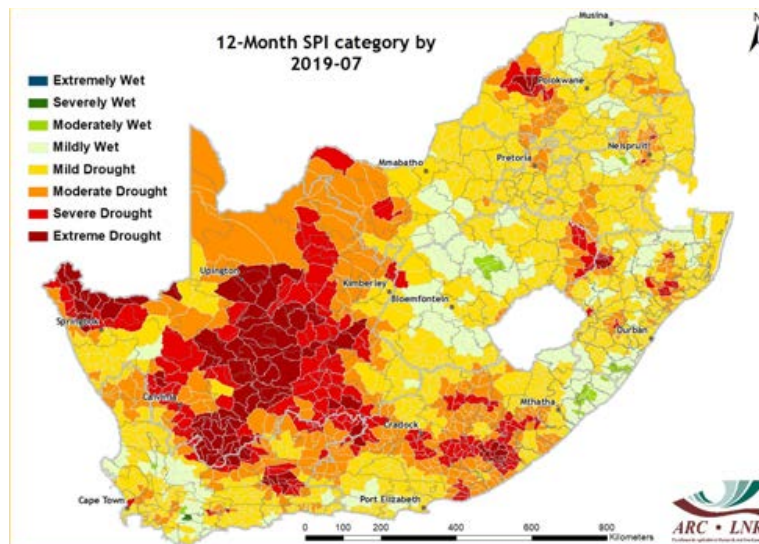 12-Month SPI category by
2019-07
N
Extremely Wet
Severely Wet
Moderately Wet
Mildly Wet
Mild Drought
Moderate Drought
Severe Drought
Extreme Drought
Musina
Polokwane
Mmabatho
Pretoria
Nelspruit
Upington
Kimberley
Bloemfontein
Springbok
Durban
Calvinia
Mthatha
Cradock
Cape Town
Port Elizabeth
0 100 200 400 600 800
Kilometers
ARC • LNR